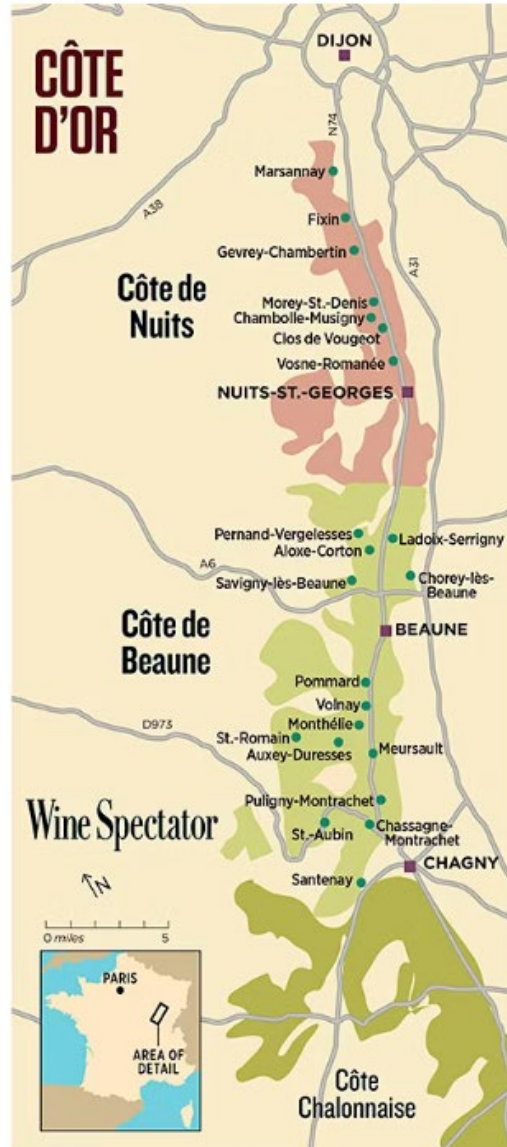 CÔTE
D'OR
DIJON
N74
Marsannay
A38
Fixin
Gevrey-Chambertin
A31
Côte de
Nuits
Morey-St.-Denis
Chambolle-Musigny
Clos de Vougeot
Vosne-Romanée
NUITS-ST.-GEORGES
Pernand-Vergelesses
Ladoix-Serrigny
Aloxe-Corton
A6
Savigny-lès-Beaune
Chorey-lès-
Beaune
BEAUNE
Côte de
Beaune
Pommard
Volnay
Monthélie
D973
St.-Romain
Auxey-Duresses
Meursault
Puligny-Montrachet
Wine Spectator
St.-Aubin
Chassagne-
Montrachet
CHAGNY
Santenay
N
0 miles 5
PARIS
AREA OF
DETAIL
Côte
Chalonnaise